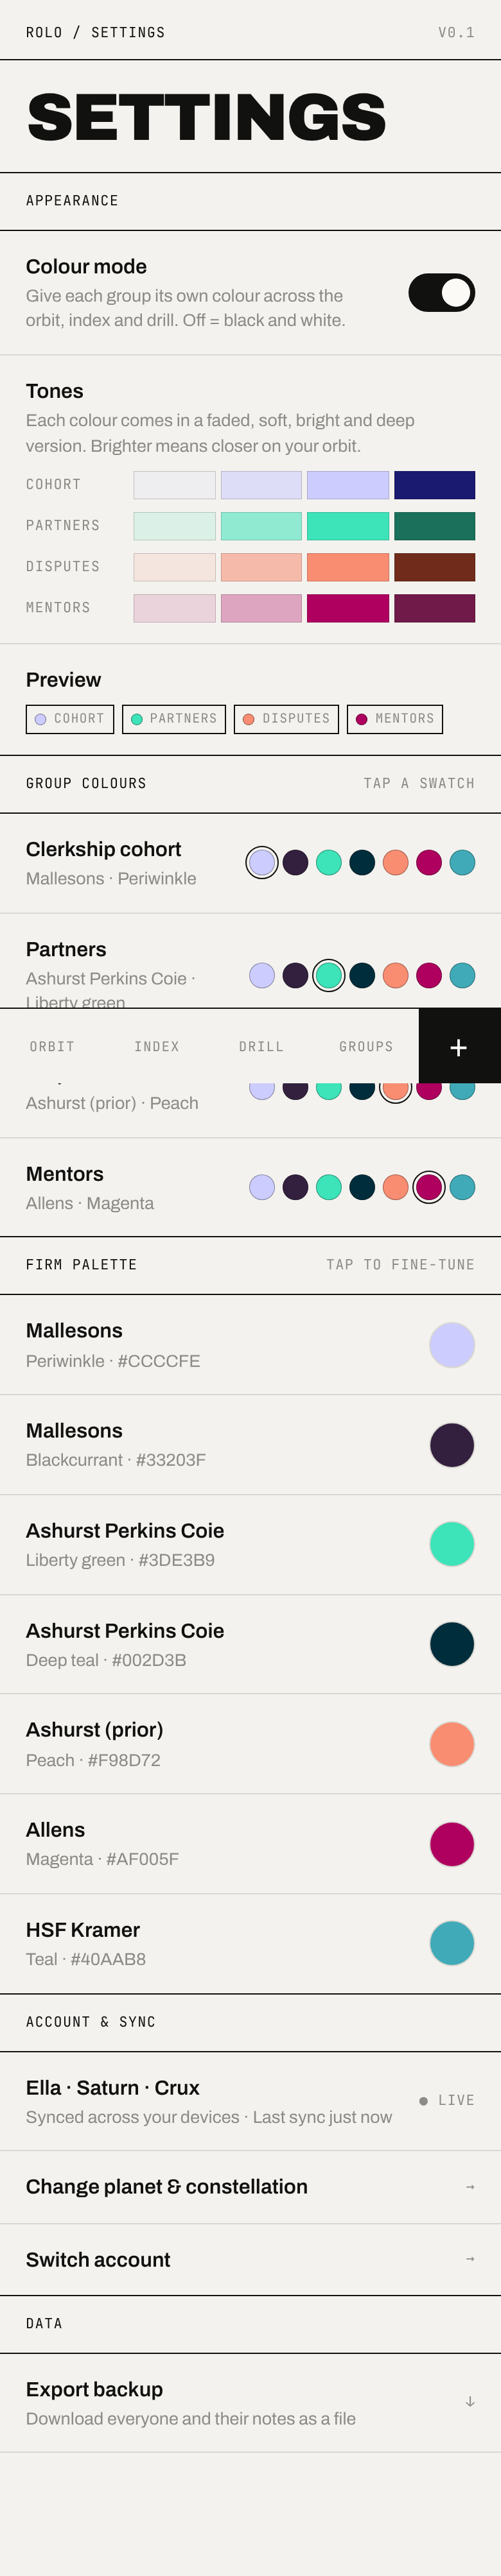 ROLO / SETTINGS
V0.1
SETTINGS
APPEARANCE
Colour mode
Give each group its own colour across the
orbit, index and drill. Off = black and white.
Tones
Each colour comes in a faded, soft, bright and deep
version. Brighter means closer on your orbit.
COHORT
PARTNERS
DISPUTES
MENTORS
Preview
COHORT
PARTNERS
DISPUTES
MENTORS
GROUP COLOURS
TAP A SWATCH
Clerkship cohort
Mallesons · Periwinkle
Partners
Ashurst Perkins Coie ·
Liberty green
ORBIT
INDEX
DRILL
GROUPS
+
Ashurst (prior) · Peach
Mentors
Allens · Magenta
FIRM PALETTE
TAP TO FINE-TUNE
Mallesons
Periwinkle · #CCCCFE
Mallesons
Blackcurrant · #33203F
Ashurst Perkins Coie
Liberty green · #3DE3B9
Ashurst Perkins Coie
Deep teal · #002D3B
Ashurst (prior)
Peach · #F98D72
Allens
Magenta · #AF005F
HSF Kramer
Teal · #40AAB8
ACCOUNT & SYNC
Ella · Saturn · Crux
Synced across your devices · Last sync just now
LIVE
Change planet & constellation
→
Switch account
→
DATA
Export backup
Download everyone and their notes as a file
↓